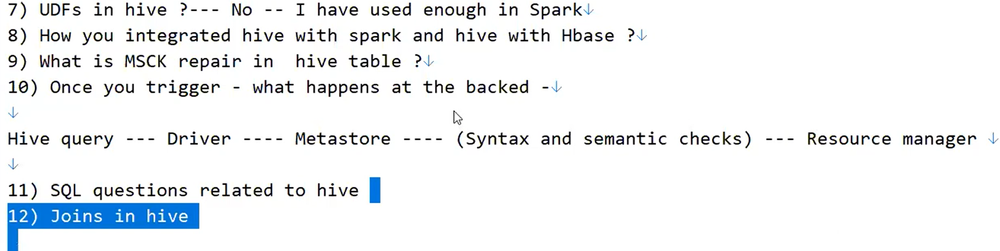 7) UDFs in hive ?--- No -- I have used enough in Spark↓
8) How you integrated hive with spark and hive with Hbase ?↓
9) What is MSCK repair in  hive table ?↓
10) Once you trigger - what happens at the backed -↓
↓
Hive query --- Driver ---- Metastore ---- (Syntax and semantic checks) --- Resource manager ↓
↓
11) SQL questions related to hive
12) Joins in hive